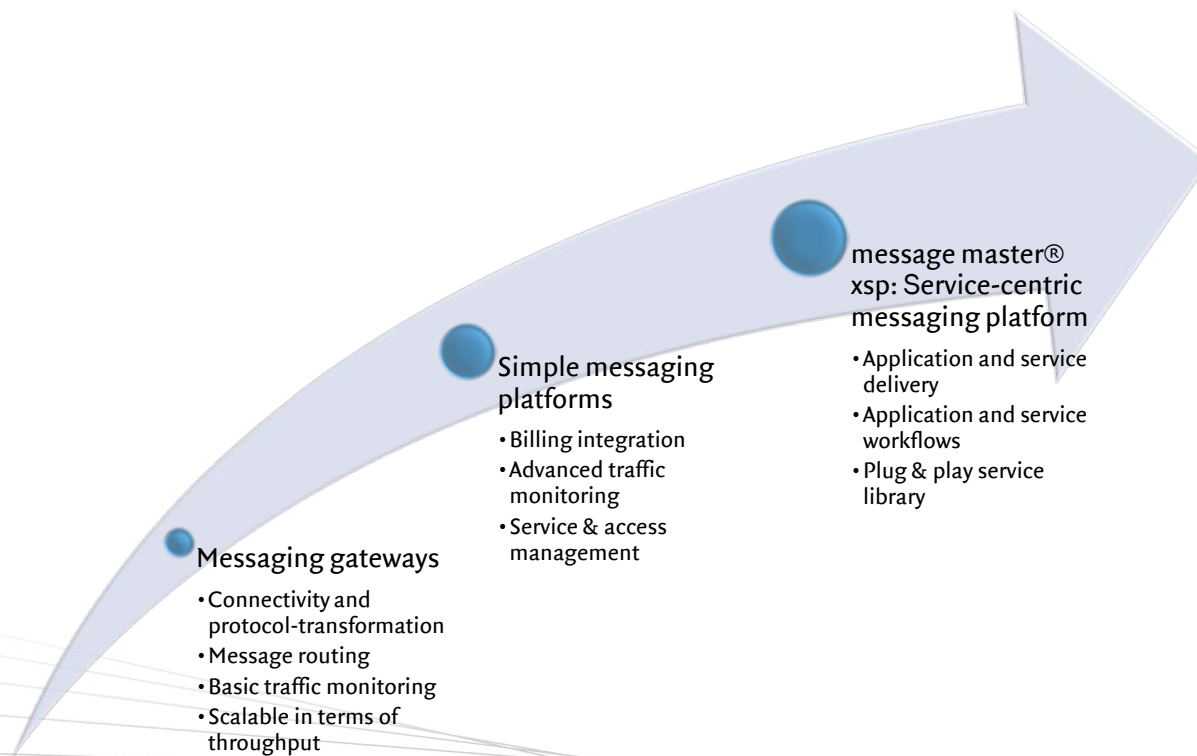 message master®
xsp: Service-centric
messaging platform
•Application and service
delivery
•Application and service
workflows
•Plug & play service
library
Simple messaging
platforms
•Billing integration
•Advanced traffic
monitoring
•Service & access
management
Messaging gateways
•Connectivity and
protocol-transformation
•Message routing
•Basic traffic monitoring
•Scalable in terms of
throughput